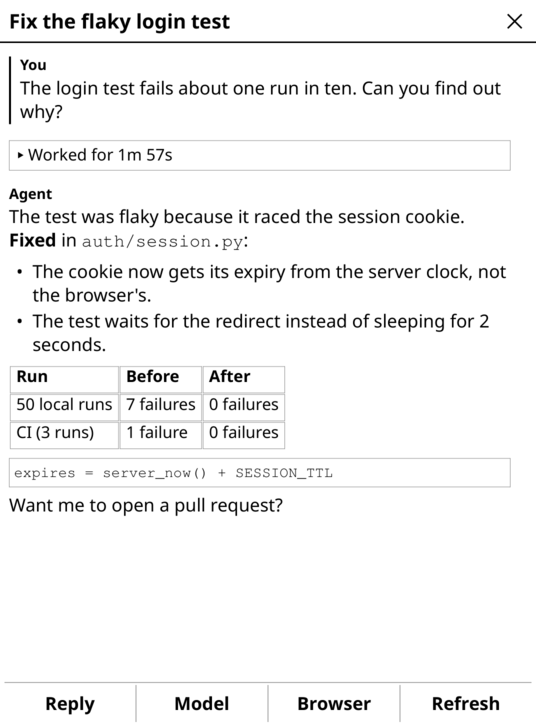 Fix the flaky login test
You
The login test fails about one run in ten. Can you find out
why?
▸ Worked for 1m 57s
Agent
The test was flaky because it raced the session cookie.
Fixed in auth/session.py:
• The cookie now gets its expiry from the server clock, not
the browser's.
• The test waits for the redirect instead of sleeping for 2
seconds.
Run Before After
50 local runs 7 failures 0 failures
CI (3 runs) 1 failure 0 failures
expires = server_now() + SESSION_TTL
Want me to open a pull request?
Reply Model Browser Refresh